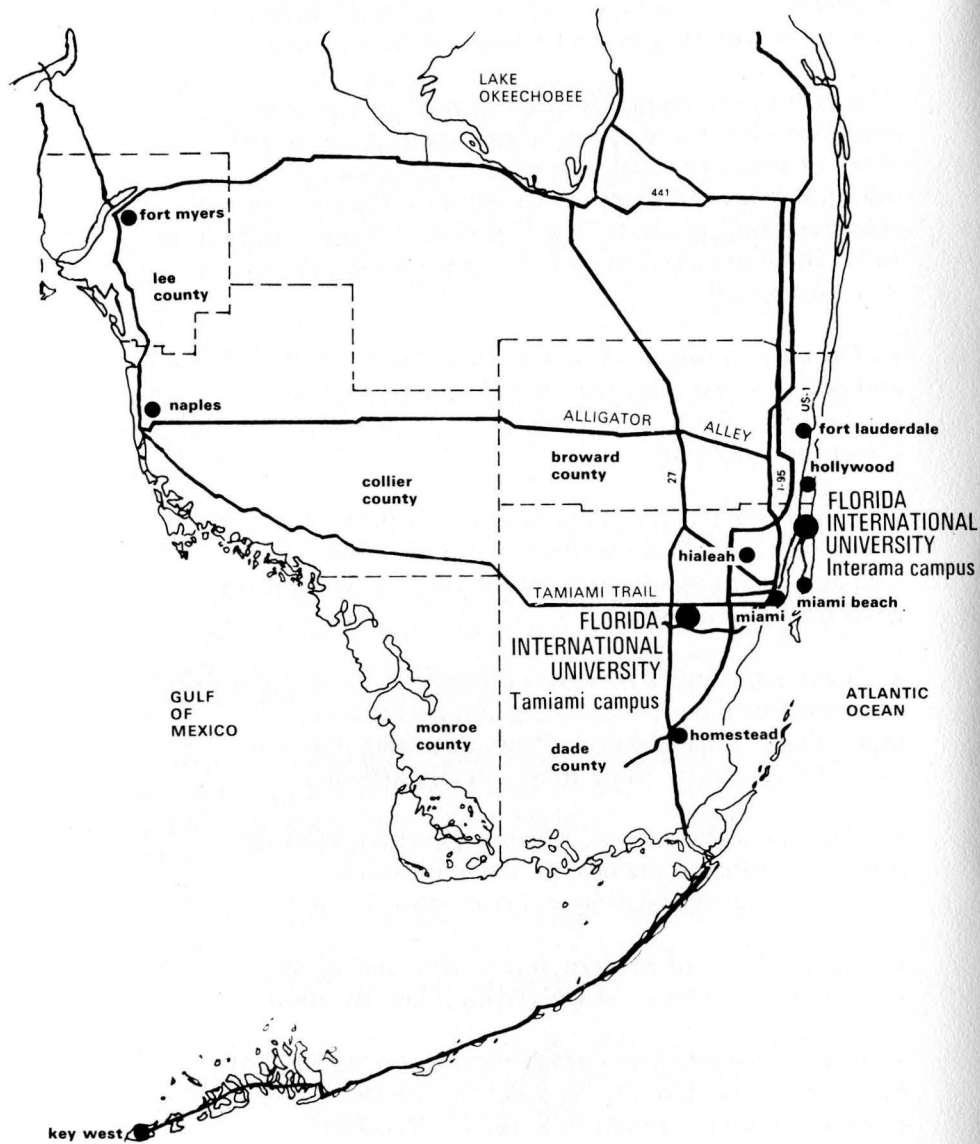 LAKE
OKEECHOBEE
441
fort myers
lee
county
naples
ALLIGATOR
ALLEY
US-1
fort lauderdale
broward
county
27
I-95
hollywood
collier
county
FLORIDA
INTERNATIONAL
UNIVERSITY
Interama campus
hialeah
TAMIAMI TRAIL
miami beach
miami
FLORIDA
INTERNATIONAL
UNIVERSITY
Tamiami campus
GULF
OF
MEXICO
ATLANTIC
OCEAN
monroe
county
homestead
dade
county
key west